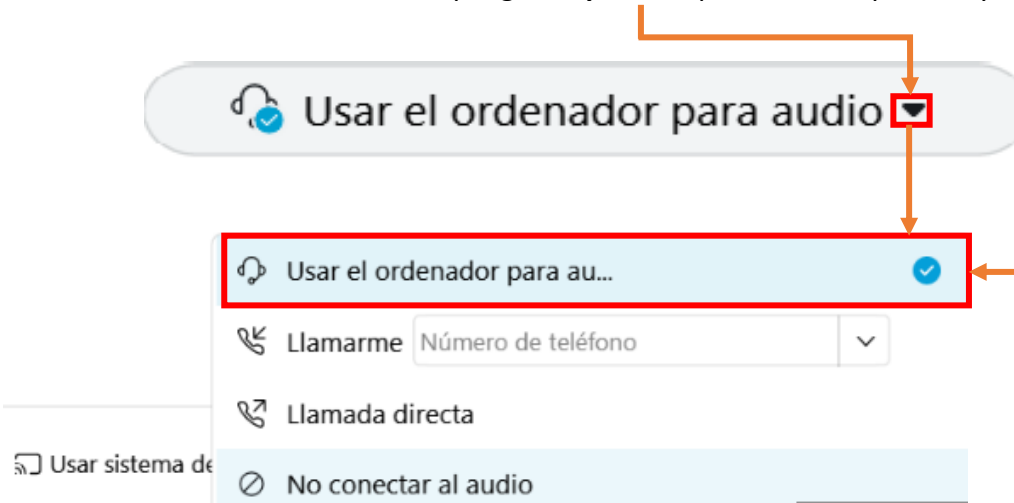 Usar el ordenador para audio
Usar el ordenador para au...
Llamarme Número de teléfono
Llamada directa
Usar sistema de
No conectar al audio